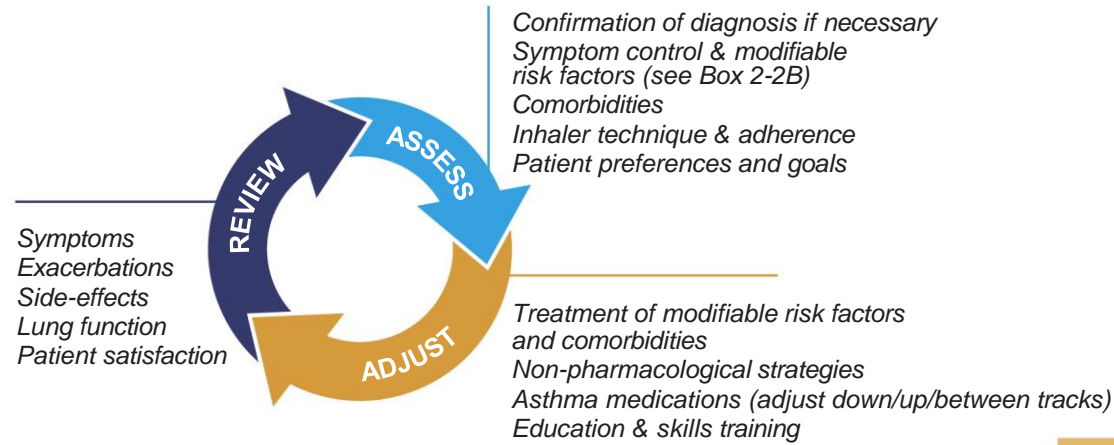 Confirmation of diagnosis if necessary
Symptom control & modifiable
risk factors (see Box 2-2B)
Comorbidities
Inhaler technique & adherence
Patient preferences and goals
ASSESS
REVIEW
Symptoms
Exacerbations
Side-effects
Lung function
Patient satisfaction
ADJUST
Treatment of modifiable risk factors
and comorbidities
Non-pharmacological strategies
Asthma medications (adjust down/up/between tracks)
Education & skills training